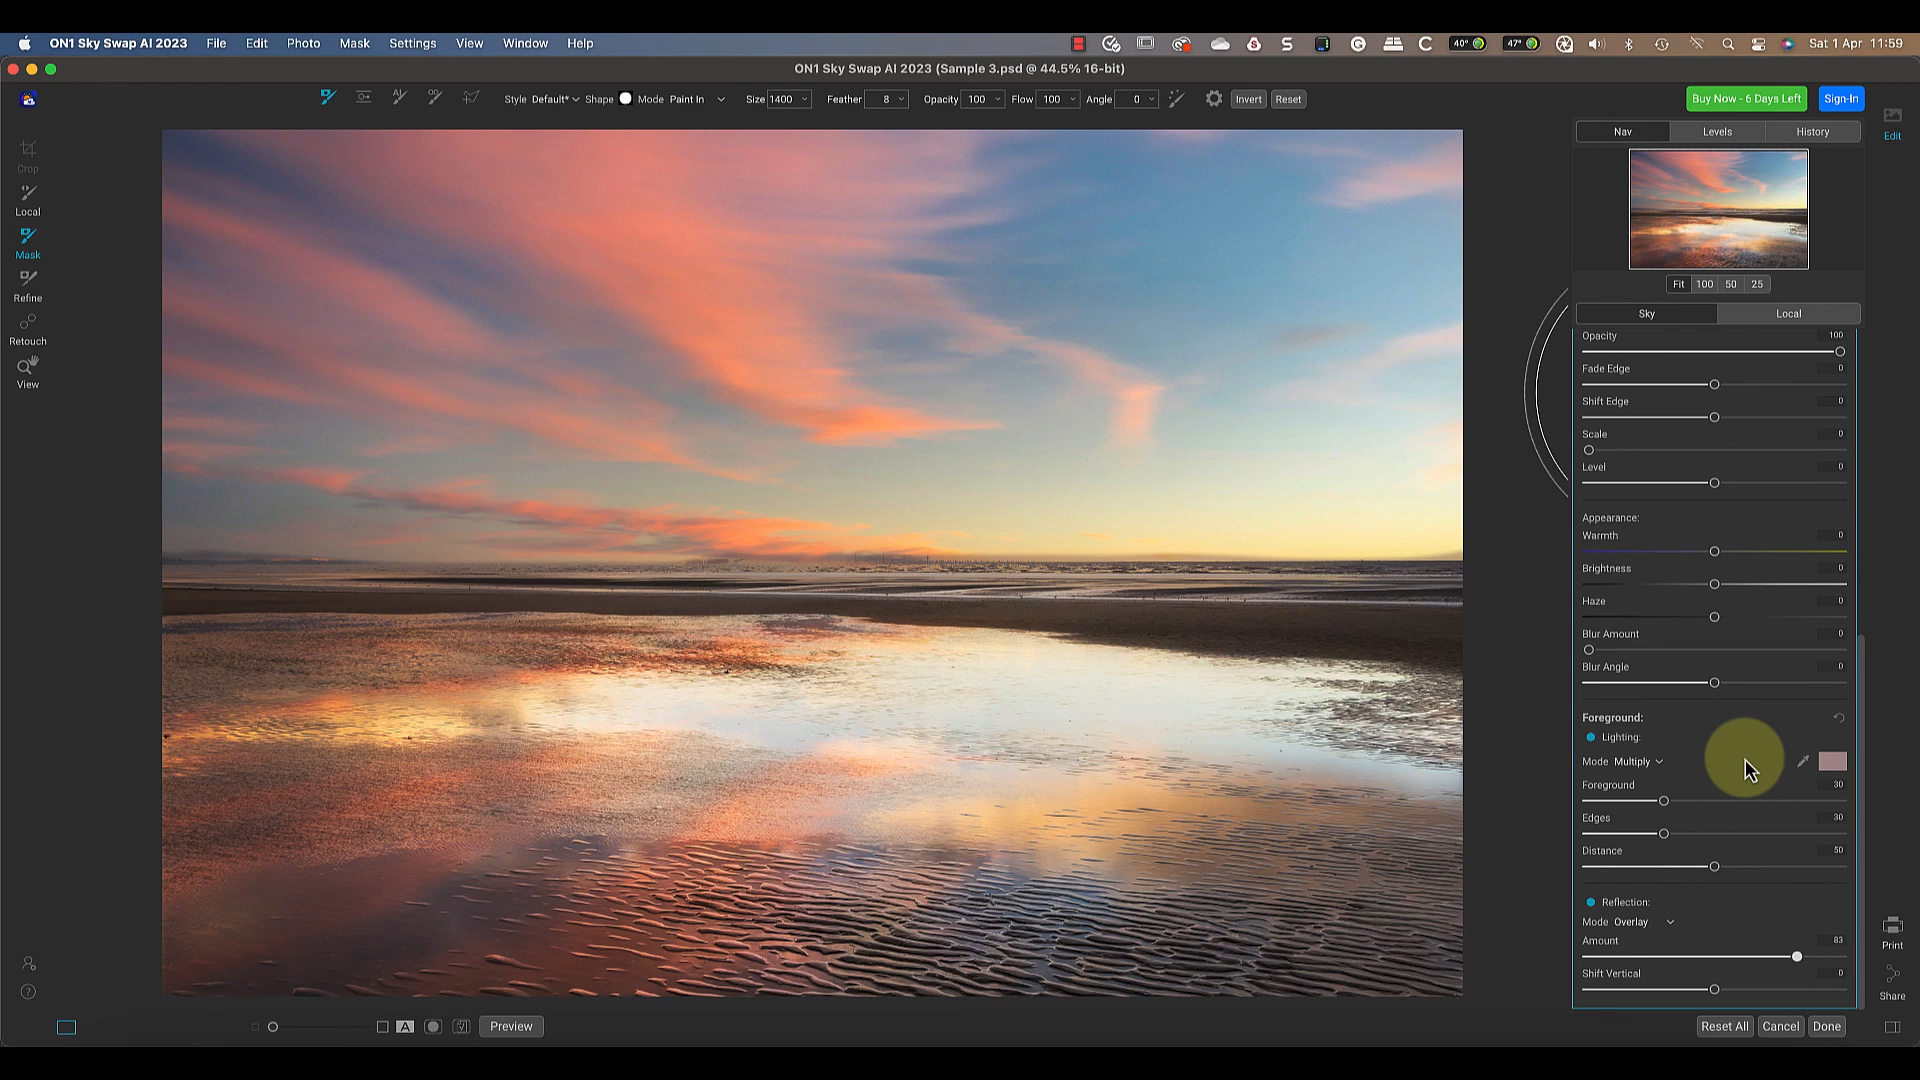 ON1 Sky Swap AI 2023 File Edit Photo Mask Settings View Window Help 40° 47° Sat 1 Apr 11:59
ON1 Sky Swap AI 2023 (Sample 3.psd @ 44.5% 16-bit)
Style Default* Shape Mode Paint In Size 1400 Feather 8 Opacity 100 Flow 100 Angle 0 Invert Reset Buy Now - 6 Days Left Sign-In
Nav Levels History
Edit
Crop
Local
Mask
Refine
Retouch
View
Fit 100 50 25
Sky Local
Opacity 100
Fade Edge 0
Shift Edge 0
Scale 0
Level 0
Appearance:
Warmth 0
Brightness 0
Haze 0
Blur Amount 0
Blur Angle 0
Foreground:
Lighting:
Mode Multiply
Foreground 30
Edges 30
Distance 50
Reflection:
Mode Overlay
Amount 83
Shift Vertical 0
Print
Share
A Preview Reset All Cancel Done